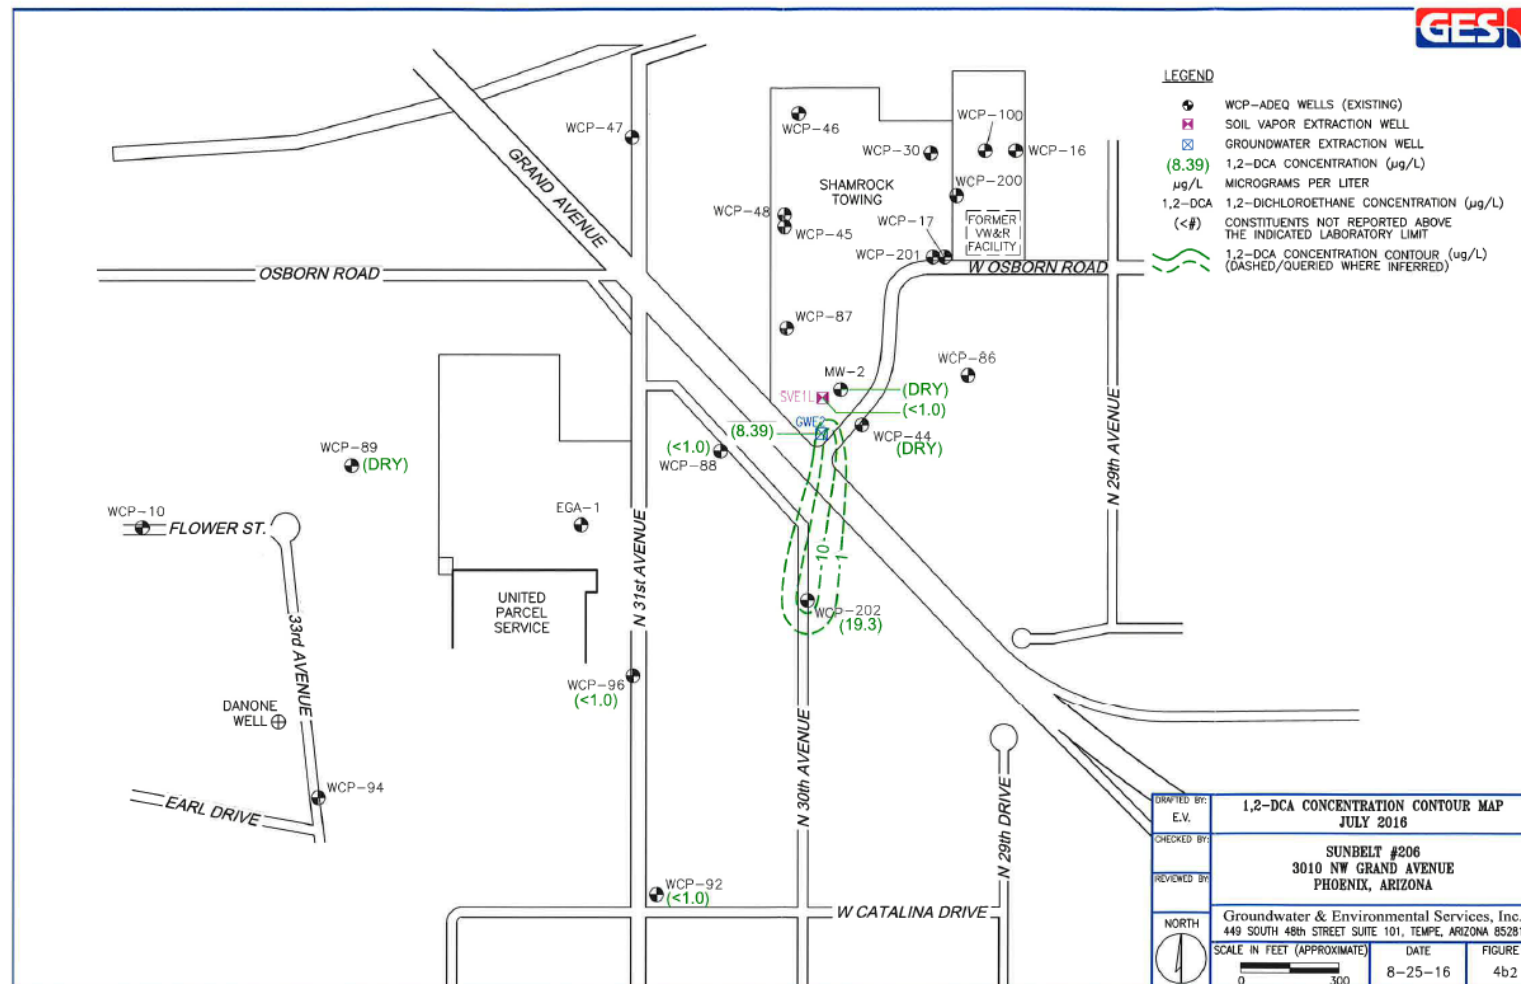 GES
LEGEND
WCP-ADEQ WELLS (EXISTING)
SOIL VAPOR EXTRACTION WELL
GROUNDWATER EXTRACTION WELL
(8.39) 1,2-DCA CONCENTRATION (µg/L)
µg/L MICROGRAMS PER LITER
1,2-DCA 1,2-DICHLOROETHANE CONCENTRATION (µg/L)
(<#) CONSTITUENTS NOT REPORTED ABOVE
THE INDICATED LABORATORY LIMIT
1,2-DCA CONCENTRATION CONTOUR (ug/L)
(DASHED/QUERIED WHERE INFERRED)
WCP-47
WCP-46
WCP-100
WCP-30
WCP-16
GRAND AVENUE
SHAMROCK
TOWING
WCP-200
WCP-48
WCP-45
WCP-17
FORMER
VW&R
FACILITY
WCP-201
OSBORN ROAD
W OSBORN ROAD
WCP-87
WCP-86
MW-2
(DRY)
SVE1L
(<1.0)
GWE2
(8.39)
WCP-44
(DRY)
(<1.0)
WCP-88
WCP-89
(DRY)
N 29th AVENUE
WCP-10
FLOWER ST.
EGA-1
N 31st AVENUE
10
1
UNITED
PARCEL
SERVICE
WCP-202
(19.3)
33rd AVENUE
WCP-96
(<1.0)
DANONE
WELL
N 30th AVENUE
WCP-94
EARL DRIVE
N 29th DRIVE
WCP-92
(<1.0)
W CATALINA DRIVE
DRAFTED BY:
E.V.
CHECKED BY:
REVIEWED BY:
NORTH
1,2-DCA CONCENTRATION CONTOUR MAP
JULY 2016
SUNBELT #206
3010 NW GRAND AVENUE
PHOENIX, ARIZONA
Groundwater & Environmental Services, Inc.
449 SOUTH 48th STREET SUITE 101, TEMPE, ARIZONA 85281
SCALE IN FEET (APPROXIMATE)
0 300
DATE
8-25-16
FIGURE
4b2